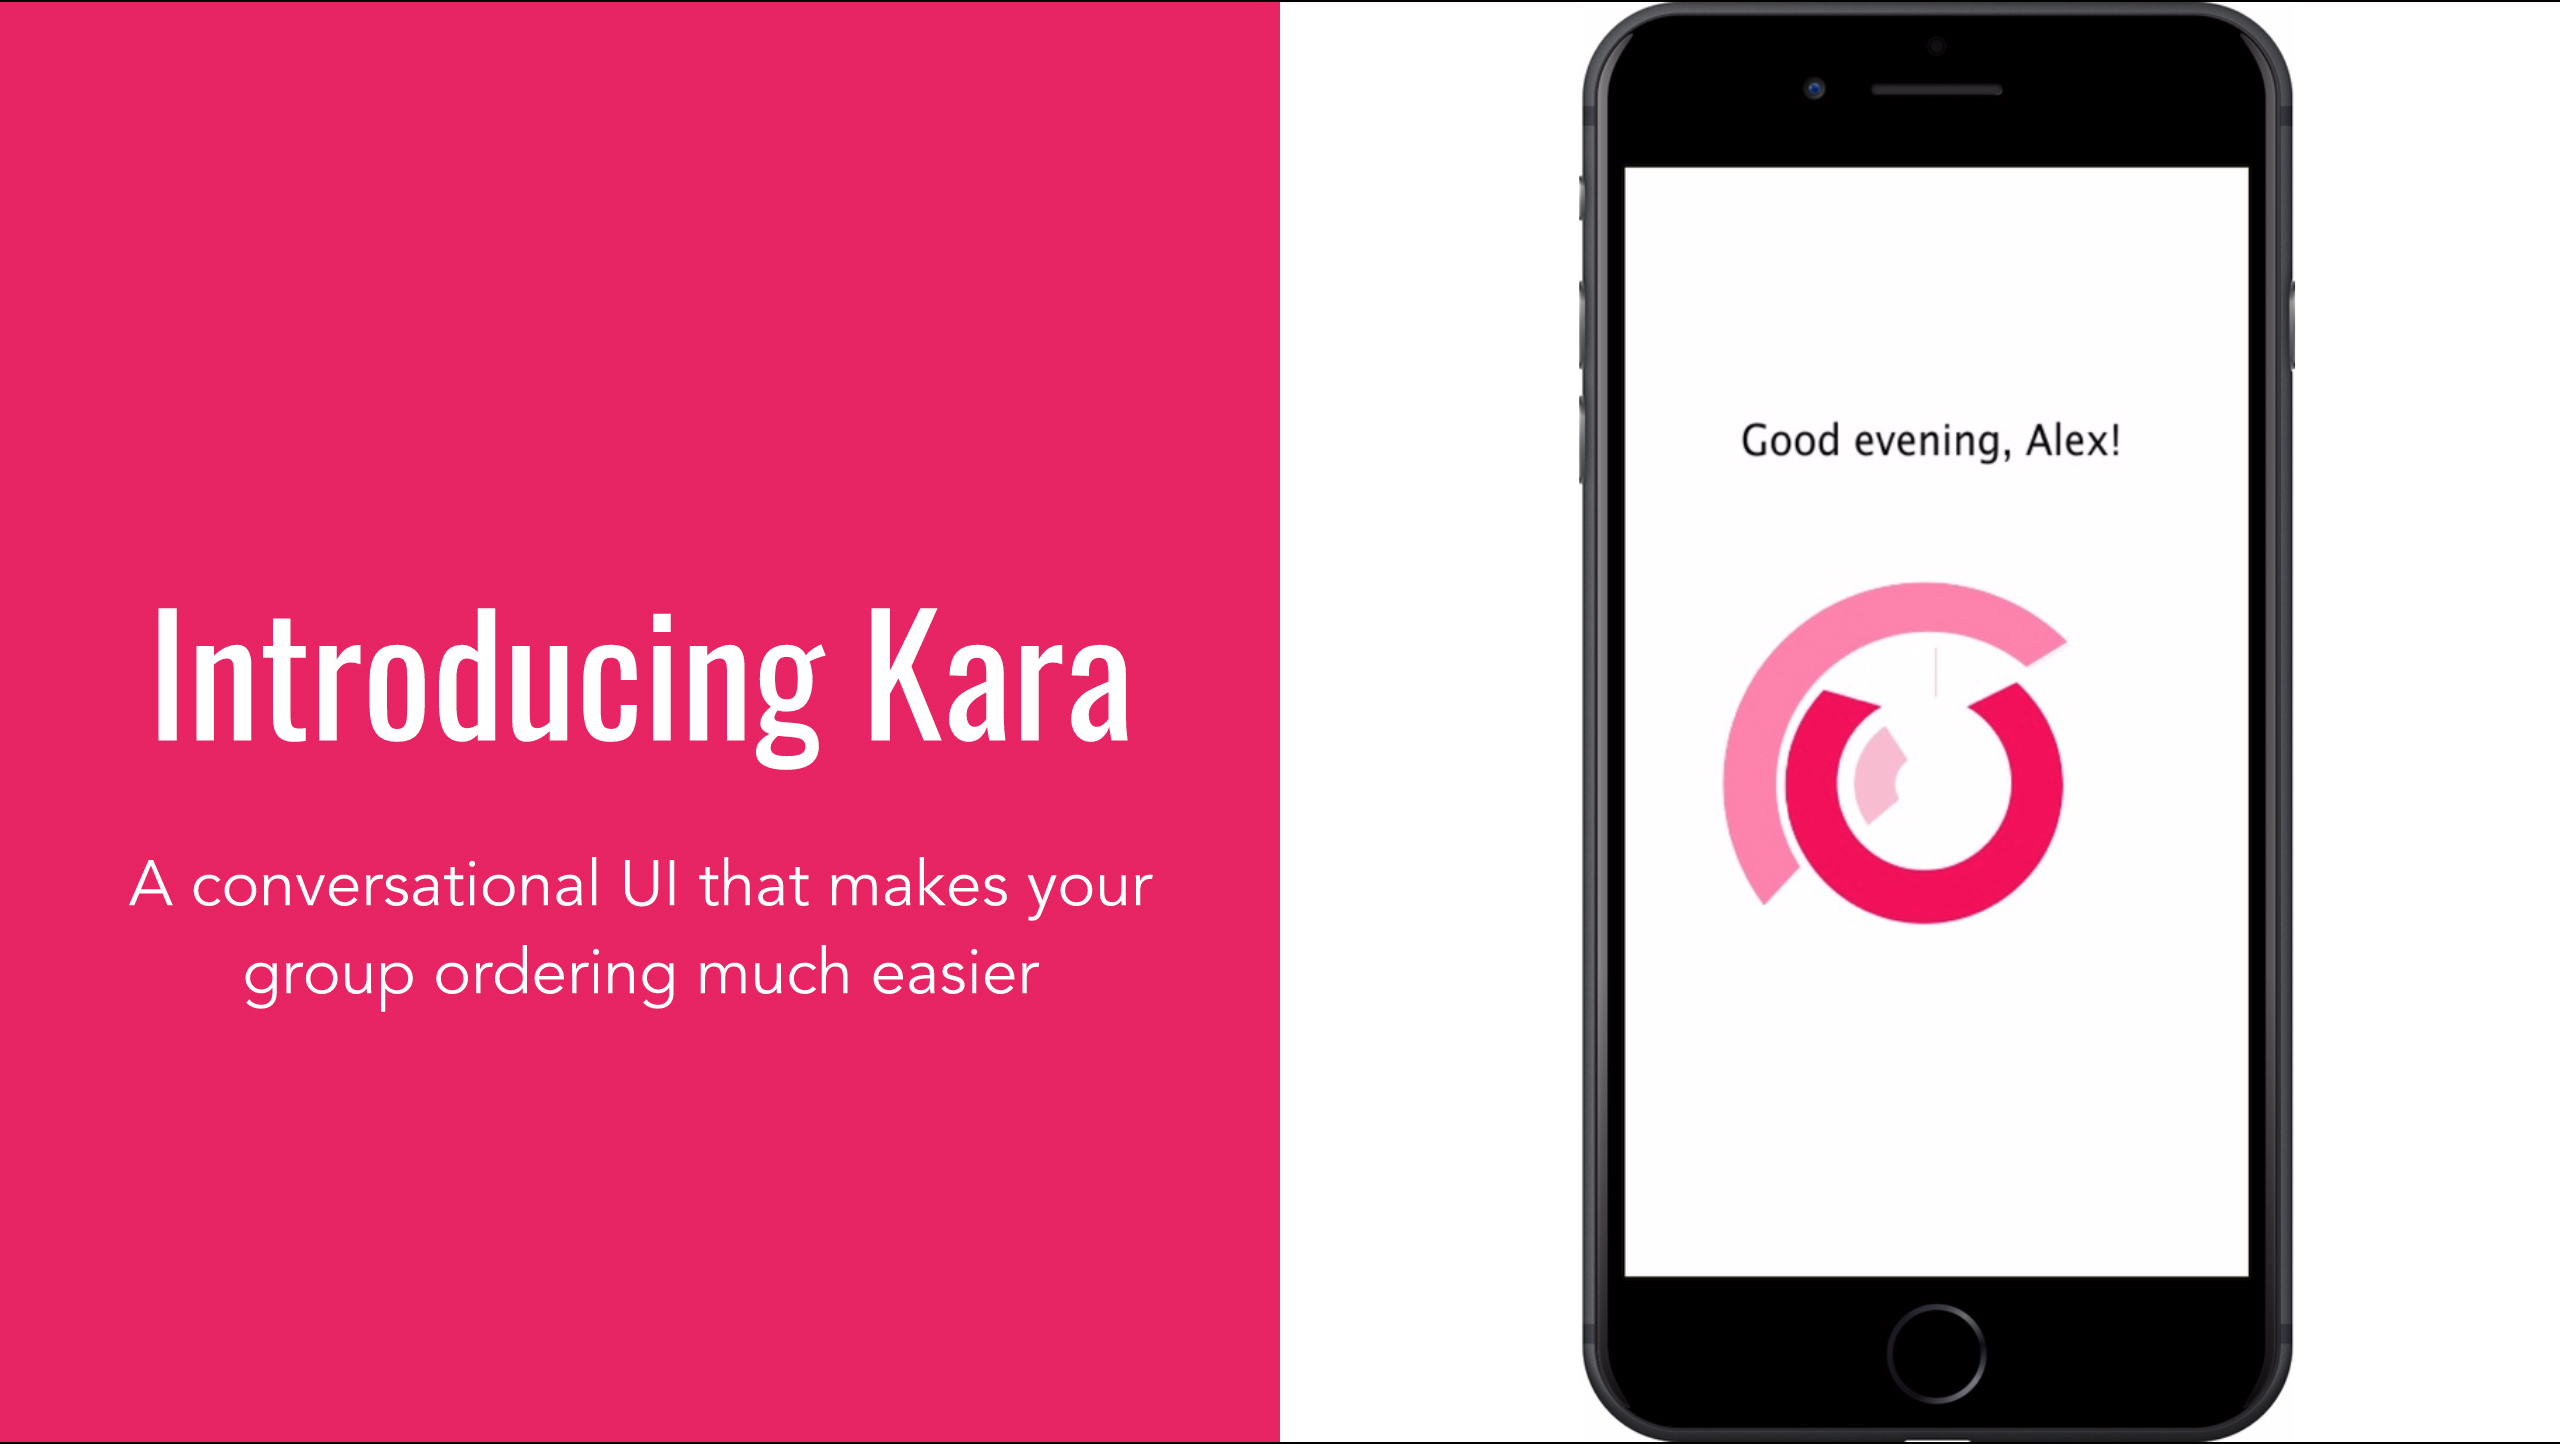 Introducing Kara
A conversational UI that makes your
group ordering much easier
Good evening, Alex!